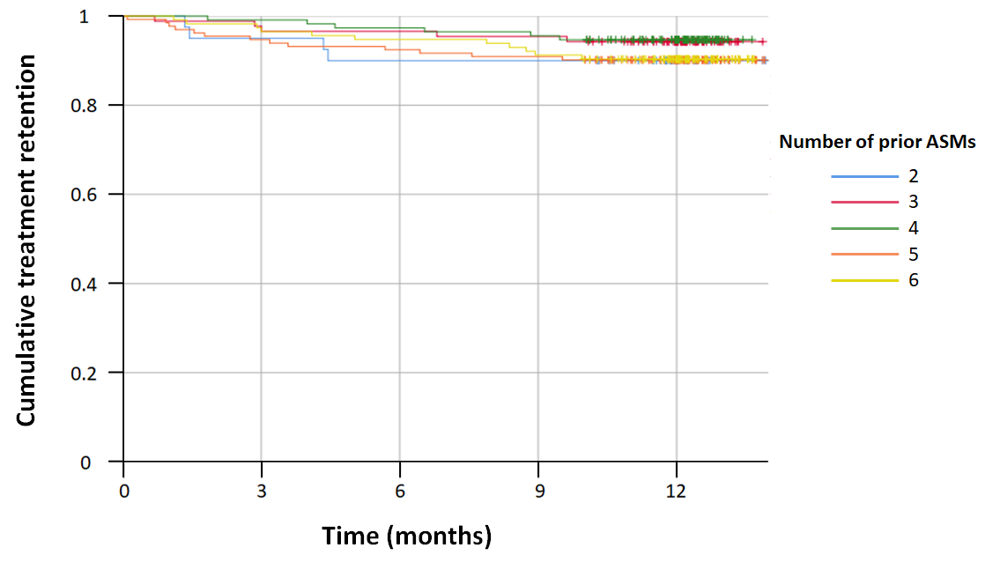 Cumulative treatment retention
1
0.8
0.6
0.4
0.2
0
0 3 6 9 12
Time (months)
Number of prior ASMs
2
3
4
5
6